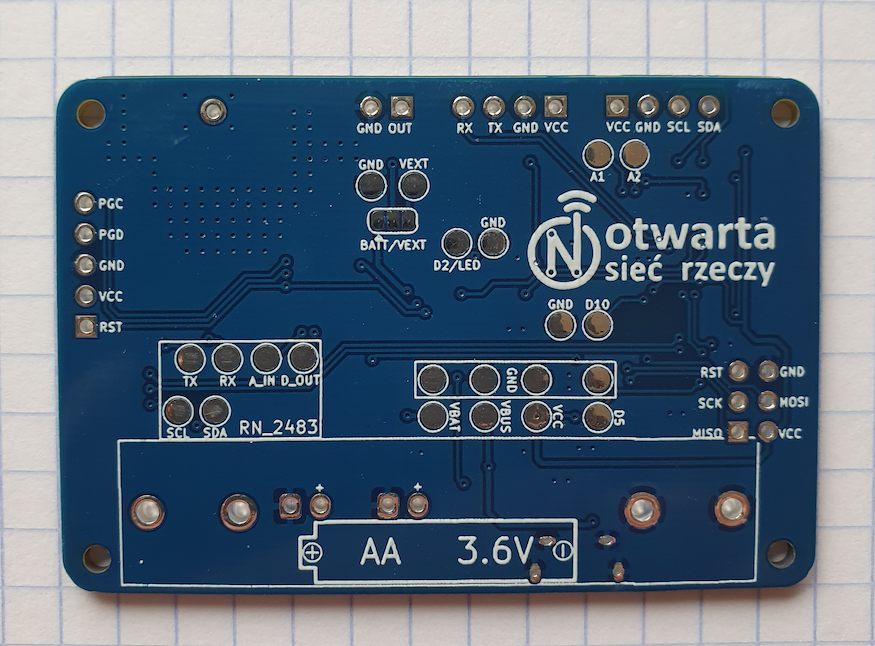 GND OUT
RX TX GND VCC
VCC GND SCL SDA
GND VEXT
A1 A2
PGC
BATT/VEXT
GND
D2/LED
PGD
GND
VCC
RST
otwarta
sieć rzeczy
GND D10
TX RX A_IN D_OUT
SCL SDA RN_2483
GND
VBAT
VBUS
VCC
D5
RST GND
SCK MOSI
MISO VCC
+ +
+ AA 3.6V -